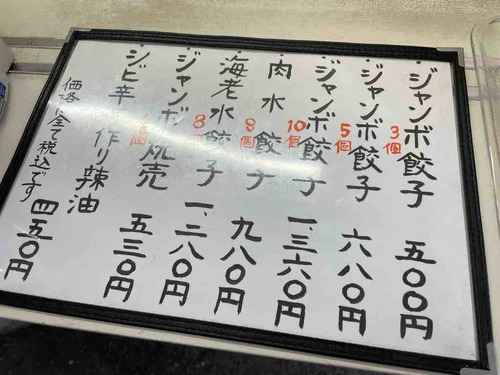 ・ジャンボ餃子 3個 五〇〇円
・ジャンボ餃子 5個 六八〇円
・ジャンボ餃子 10個 一、三六〇円
・肉水餃子 8個 九八〇円
・海老水餃子 8 一、二八〇円
・ジャンボ焼売 個 五三〇円
・シビ辛 作り辣油 四五〇円
価格 全て税込です